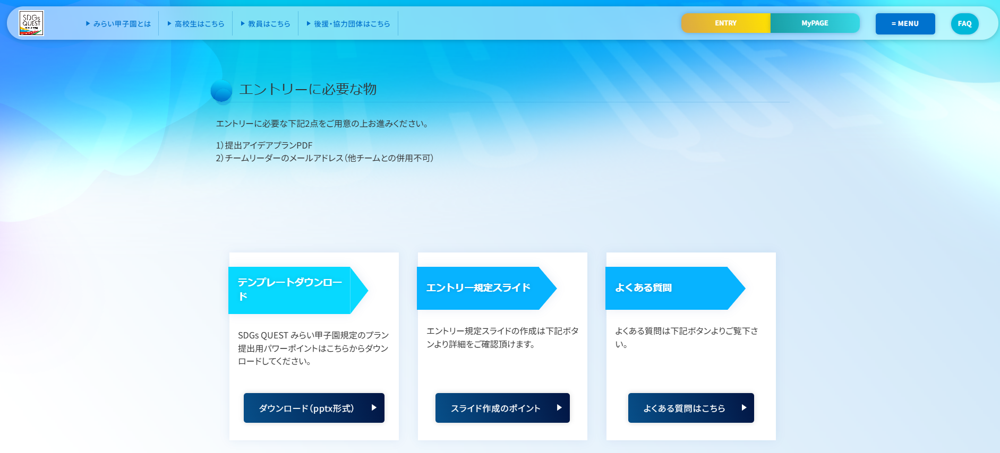 SDGs
QUEST
みらい甲子園とは
高校生はこちら
教員はこちら
後援・協力団体はこちら
ENTRY
MyPAGE
= MENU
FAQ
エントリーに必要な物
エントリーに必要な下記2点をご用意の上お進みください。
1）提出アイデアプランPDF
2）チームリーダーのメールアドレス（他チームとの併用不可）
テンプレートダウンロー
ド
SDGs QUEST みらい甲子園規定のプラン
提出用パワーポイントはこちらからダウン
ロードしてください。
ダウンロード（pptx形式）
エントリー規定スライド
エントリー規定スライドの作成は下記ボタ
ンより詳細をご確認頂けます。
スライド作成のポイント
よくある質問
よくある質問は下記ボタンよりご覧下さ
い。
よくある質問はこちら